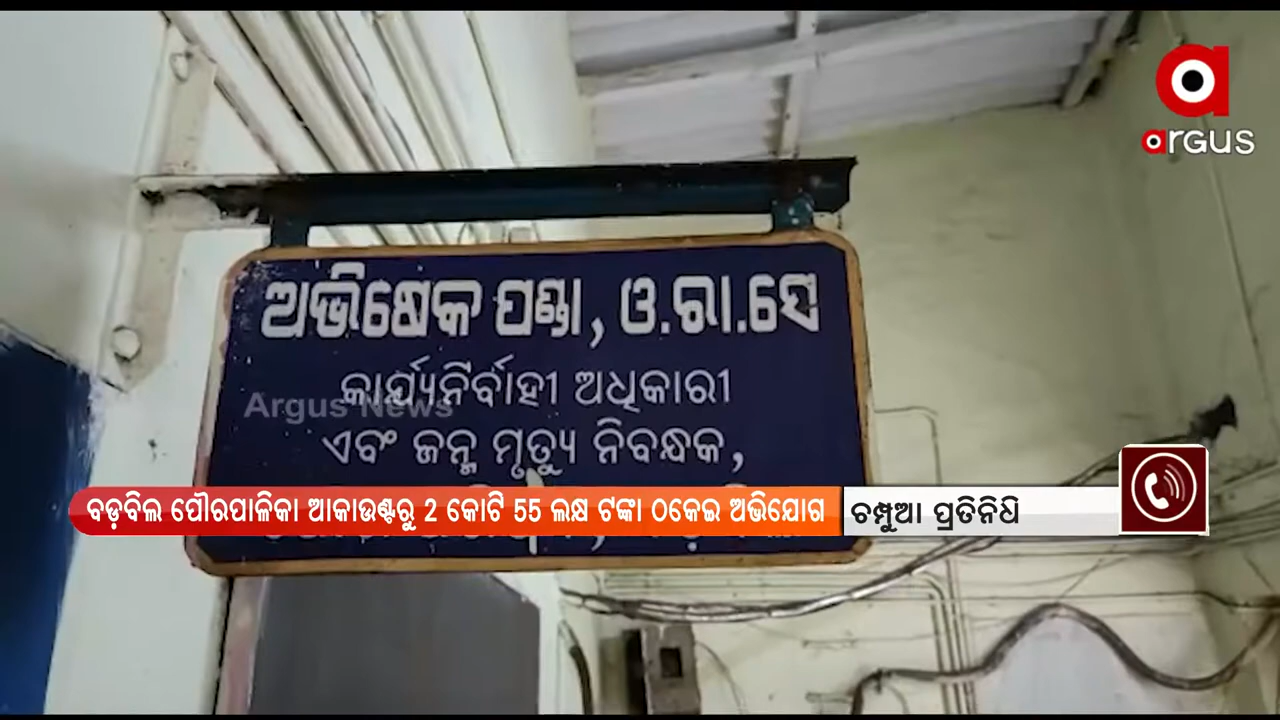 argus
ଅଭିଷେକ ପଣ୍ଡା, ଓ.ରା.ସେ
କାର୍ଯ୍ୟନିର୍ବାହୀ ଅଧିକାରୀ
Argus News
ଏବଂ ଜନ୍ମ ମୃତ୍ୟୁ ନିବନ୍ଧକ,
ବଡ଼ବିଲ ପୌରପାଳିକା ଆକାଉଣ୍ଟରୁ 2 କୋଟି 55 ଲକ୍ଷ ଟଙ୍କା ଠକେଇ ଅଭିଯୋଗ
ଚମ୍ପୁଆ ପ୍ରତିନିଧି